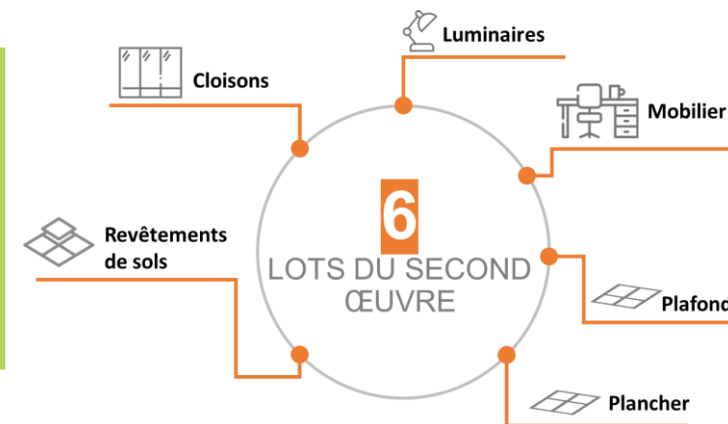 Luminaires
Cloisons
Mobilier
6
LOTS DU SECOND
ŒUVRE
Revêtements
de sols
Plafond
Plancher